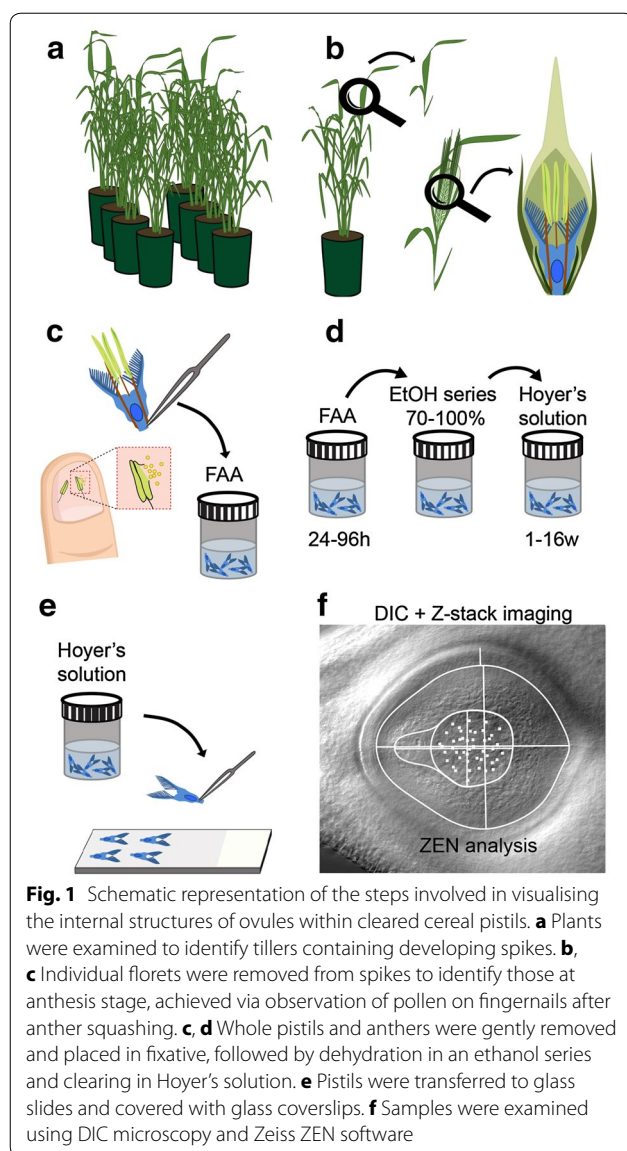 a
b
c
FAA
d
FAA
EtOH series
70-100%
Hoyer's
solution
24-96h
1-16w
e
Hoyer's
solution
f
DIC + Z-stack imaging
ZEN analysis
Fig. 1 Schematic representation of the steps involved in visualising
the internal structures of ovules within cleared cereal pistils. a Plants
were examined to identify tillers containing developing spikes. b,
c Individual florets were removed from spikes to identify those at
anthesis stage, achieved via observation of pollen on fingernails after
anther squashing. c, d Whole pistils and anthers were gently removed
and placed in fixative, followed by dehydration in an ethanol series
and clearing in Hoyer's solution. e Pistils were transferred to glass
slides and covered with glass coverslips. f Samples were examined
using DIC microscopy and Zeiss ZEN software